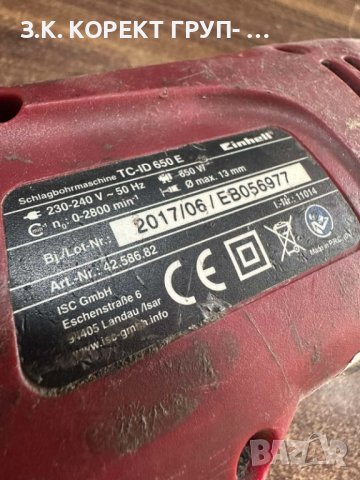 З.К. КОРЕКТ ГРУП- ...
Einhell
Schlagbohrmaschine TC-ID 650 E
230-240 V ~ 50 Hz 650 W
n₀: 0-2800 min⁻¹ Ø max. 13 mm
Bj./Lot-Nr.: 2017/06 / EB056977
Art.-Nr.: 42.586.82 I.-Nr.: 11014
ISC GmbH
Eschenstraße 6
94405 Landau/Isar
www.isc-gmbh.info
CE
Made in P.R.C.
BAZAR